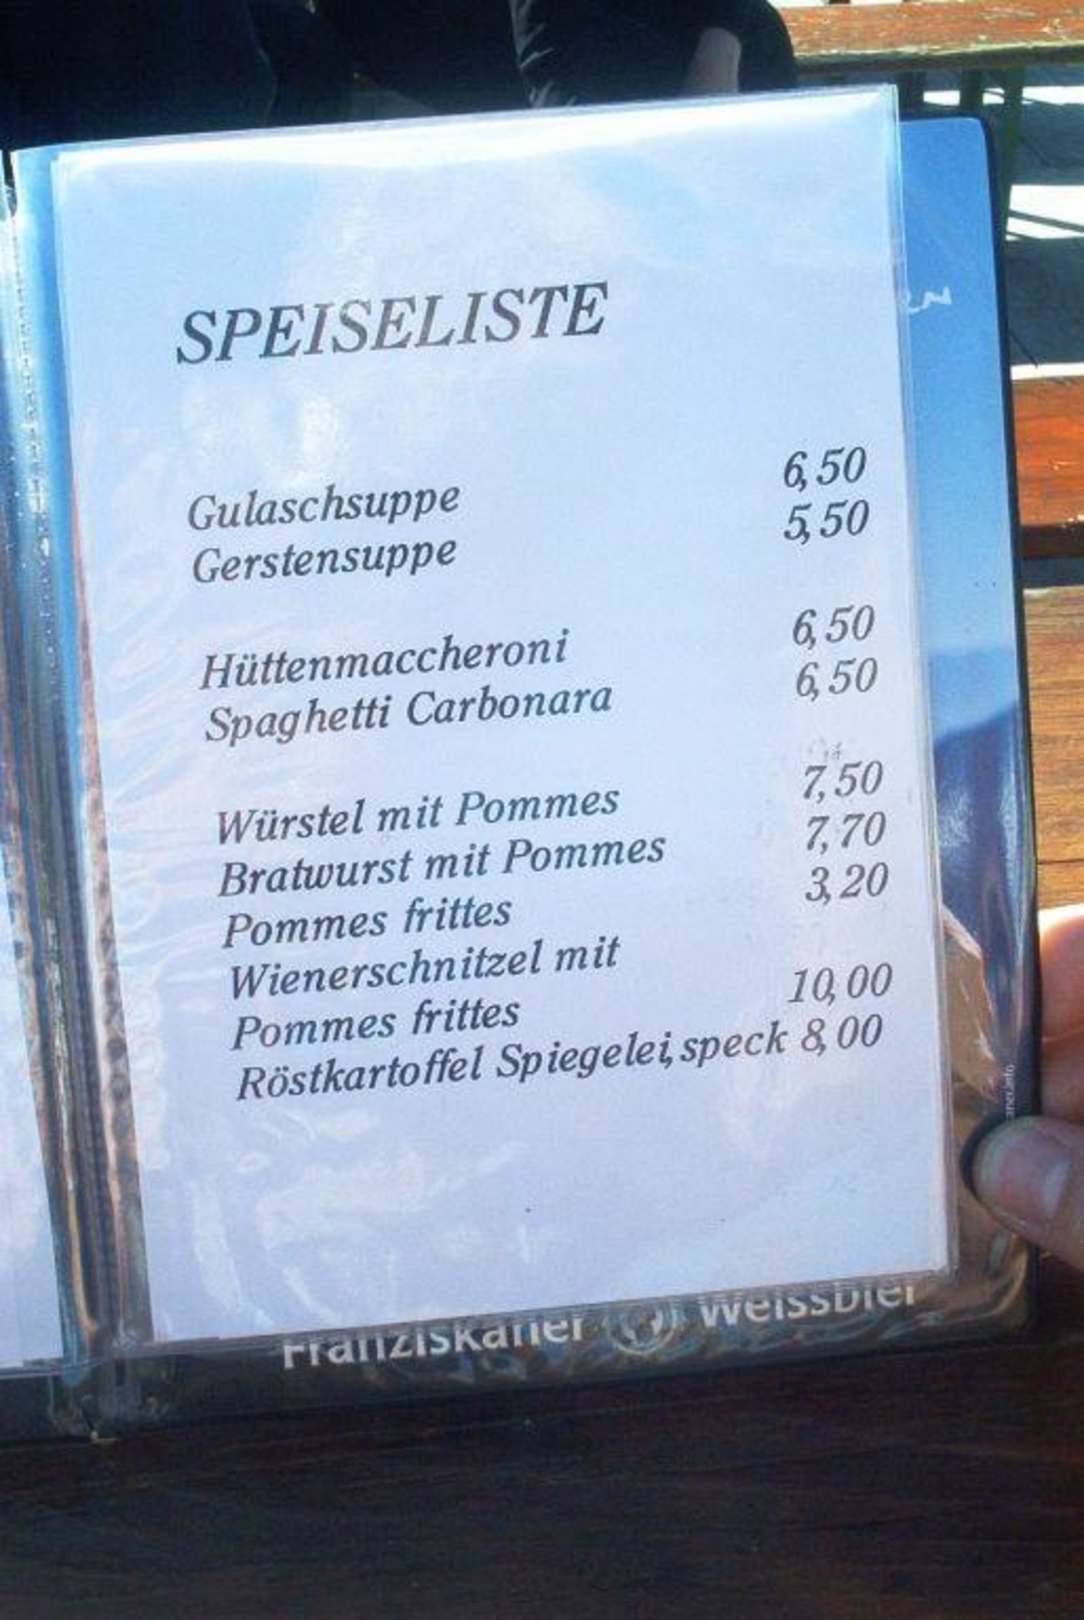 SPEISELISTE
Gulaschsuppe 6,50
Gerstensuppe 5,50
Hüttenmaccheroni 6,50
Spaghetti Carbonara 6,50
Würstel mit Pommes 7,50
Bratwurst mit Pommes 7,70
Pommes frittes 3,20
Wienerschnitzel mit
Pommes frittes 10,00
Röstkartoffel Spiegelei,speck 8,00
Franziskaner Weissbier